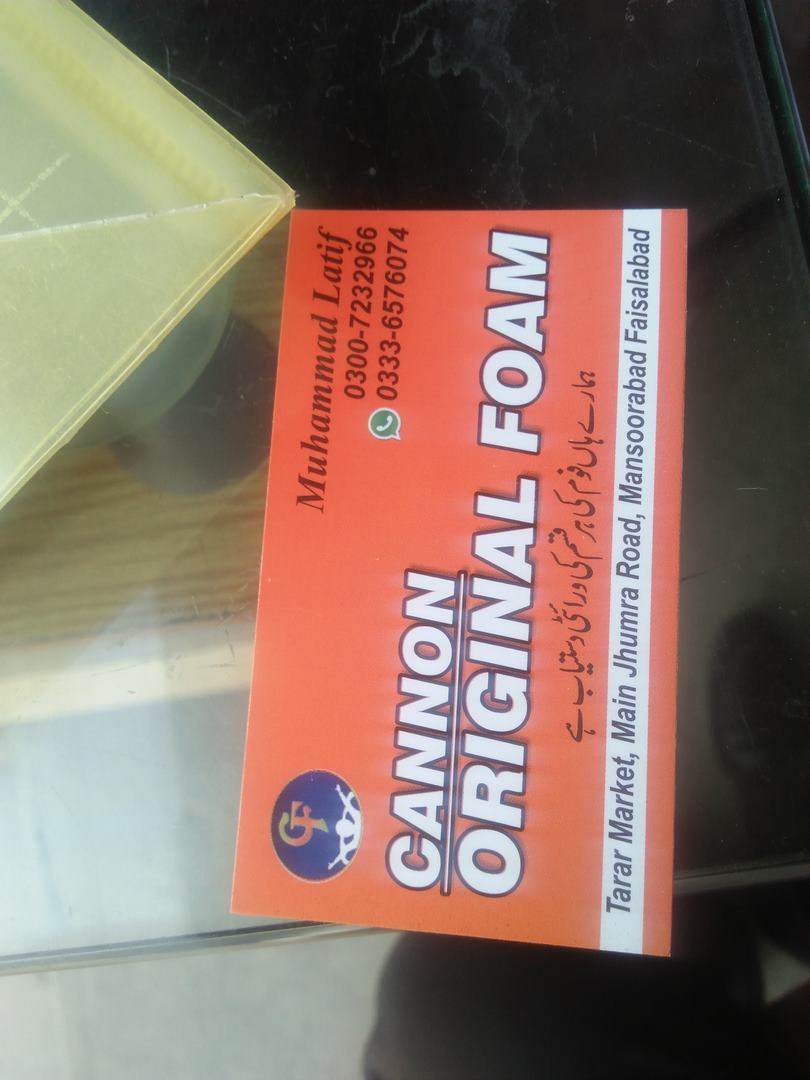 Muhammad Latif
0300-7232966
0333-6576074
GF
CANNON
ORIGINAL FOAM
ہمارے ہاں فوم کی ہر قسم کی ورائٹی دستیاب ہے
Tarar Market, Main Jhumra Road, Mansoorabad Faisalabad